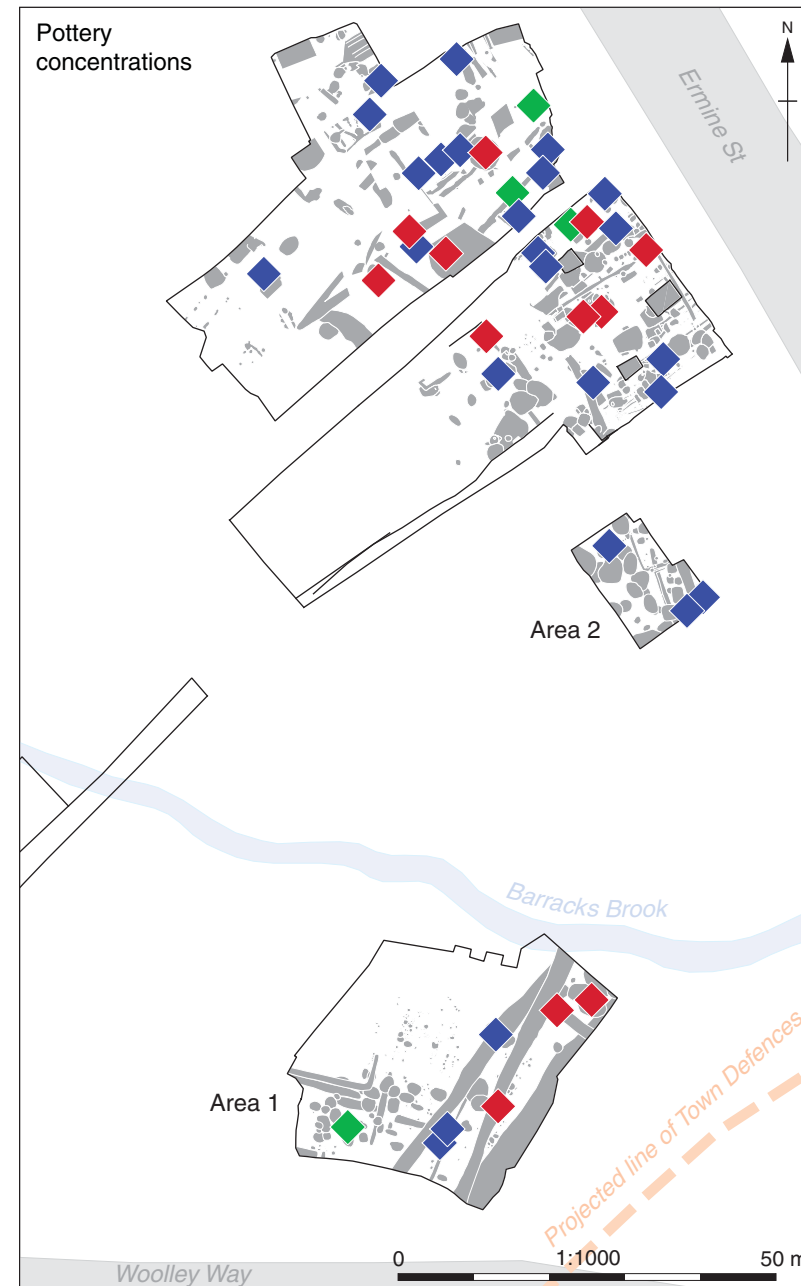 Pottery
concentrations
N
Ermine St
Area 2
Barracks Brook
Area 1
Projected line of Town Defences
0 1:1000 50 m
Woolley Way